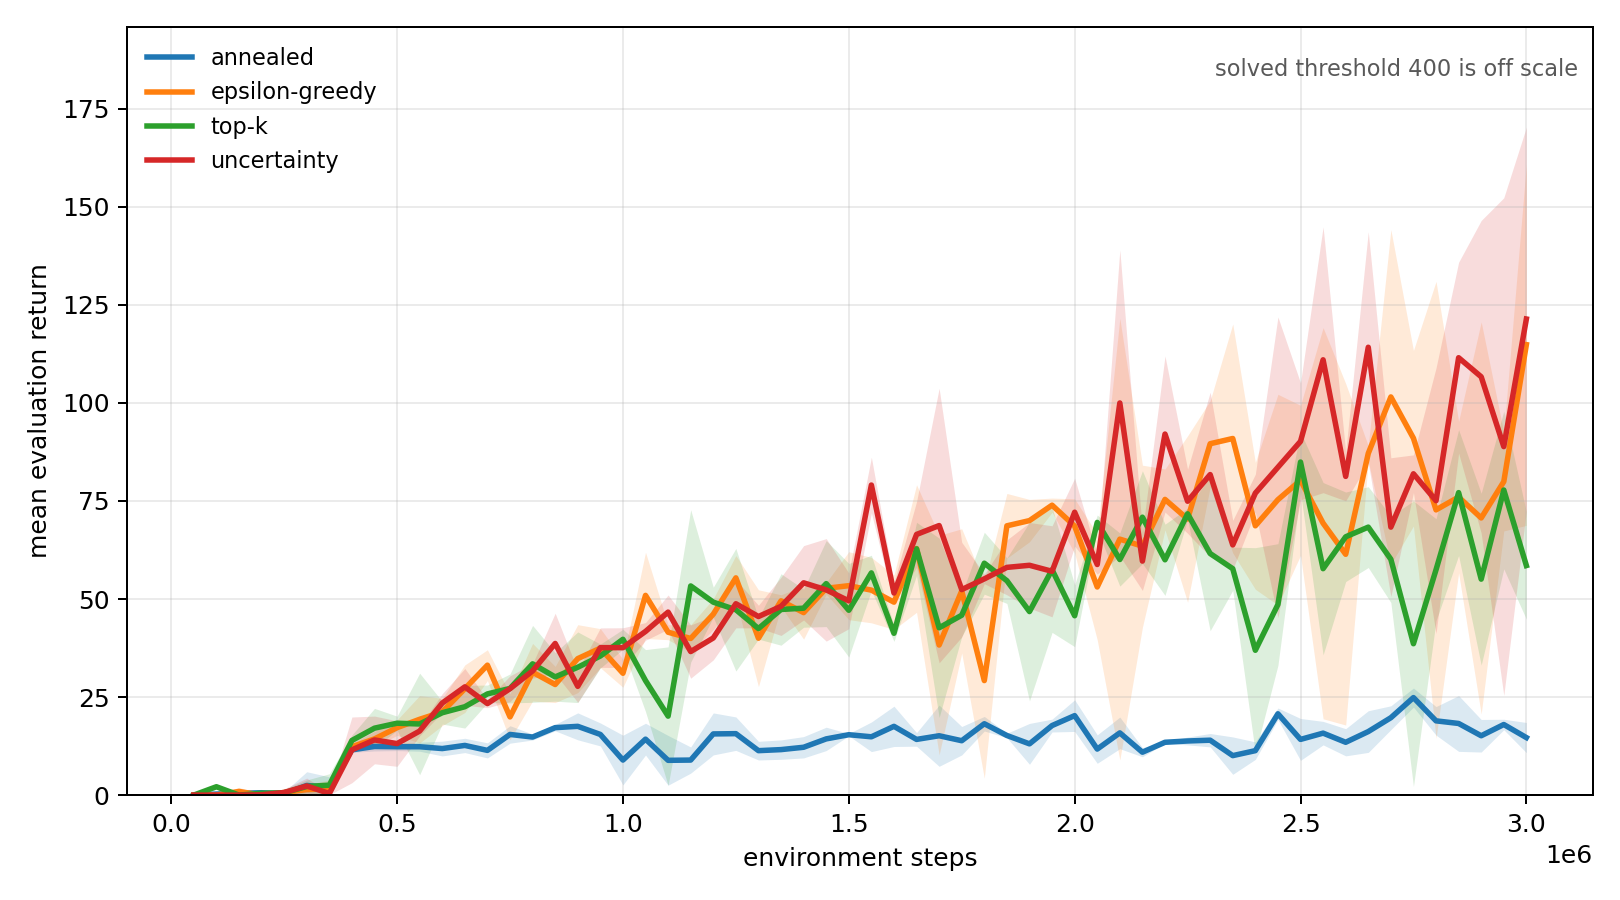 annealed
epsilon-greedy
top-k
uncertainty
solved threshold 400 is off scale
mean evaluation return
175
150
125
100
75
50
25
0
0.0 0.5 1.0 1.5 2.0 2.5 3.0
environment steps
1e6